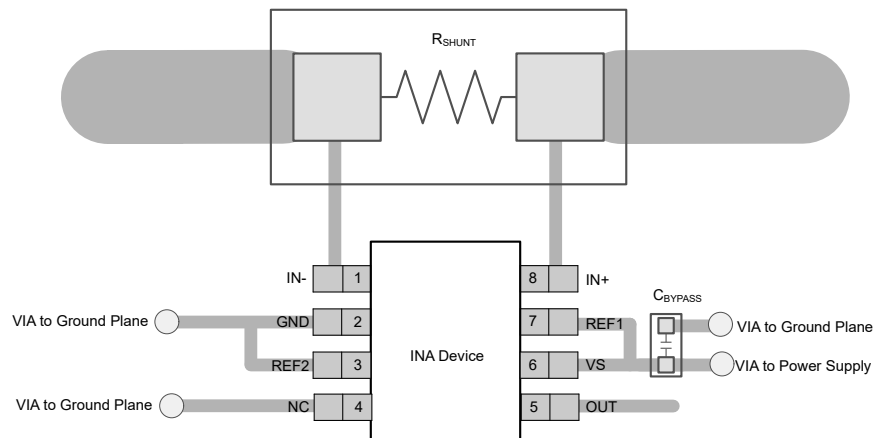 RSHUNT
IN-
1
8
IN+
CBYPASS
VIA to Ground Plane
GND
2
7
REF1
VIA to Ground Plane
INA Device
REF2
3
6
VS
VIA to Power Supply
VIA to Ground Plane
NC
4
5
OUT